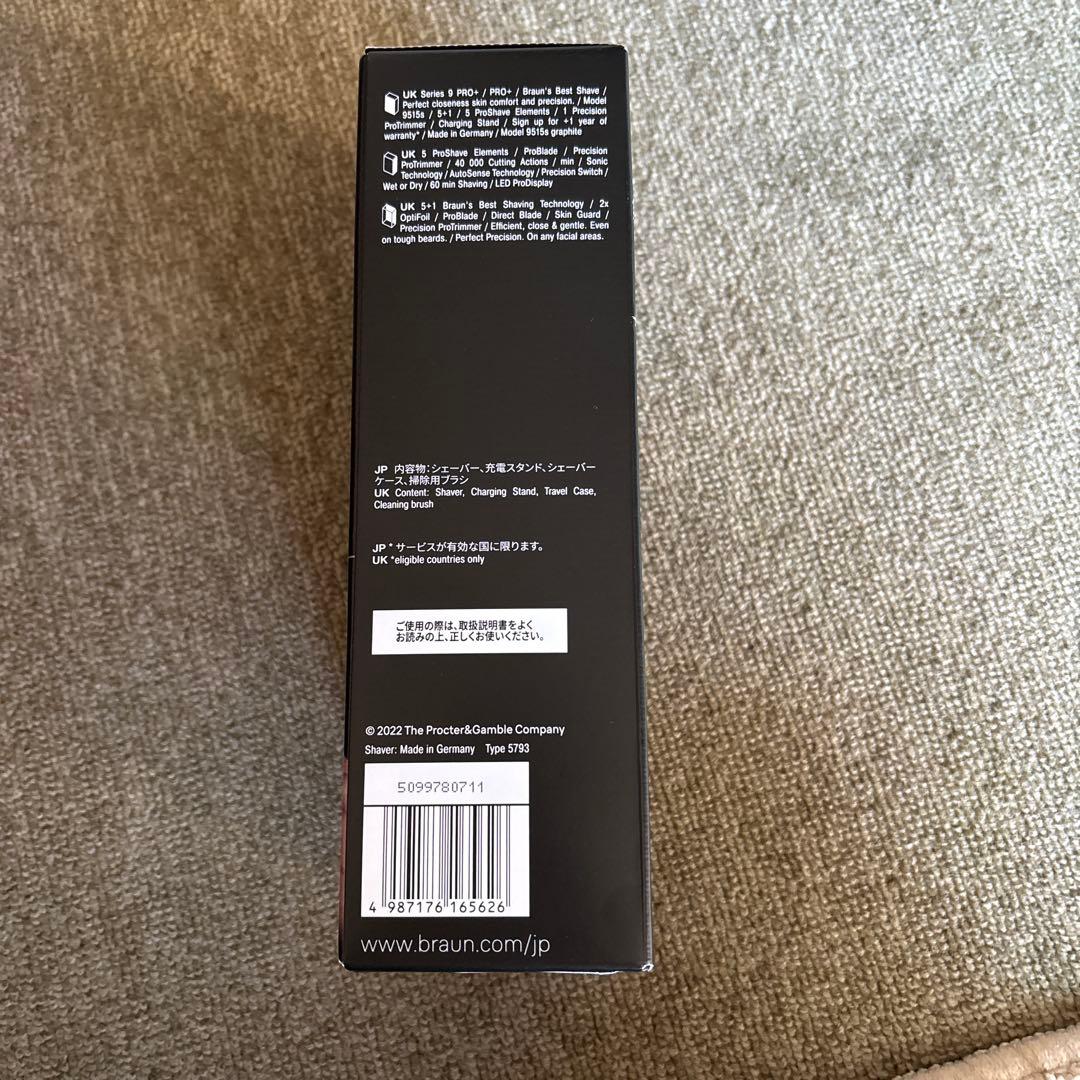 UK Series 9 PRO+ / PRO+ / Braun's Best Shave /
Perfect closeness skin comfort and precision. / Model
9515s / 5+1 / 5 ProShave Elements / 1 Precision
ProTrimmer / Charging Stand / Sign up for +1 year of
warranty* / Made in Germany / Model 9515s graphite
UK 5 ProShave Elements / ProBlade / Precision
ProTrimmer / 40 000 Cutting Actions / min / Sonic
Technology / AutoSense Technology / Precision Switch /
Wet or Dry / 60 min Shaving / LED ProDisplay
UK 5+1 Braun's Best Shaving Technology / 2x
OptiFoil / ProBlade / Direct Blade / Skin Guard /
Precision ProTrimmer / Efficient, close & gentle. Even
on tough beards. / Perfect Precision. On any facial areas.
JP 内容物：シェーバー、充電スタンド、シェーバー
ケース、掃除用ブラシ
UK Content: Shaver, Charging Stand, Travel Case,
Cleaning brush
JP * サービスが有効な国に限ります。
UK *eligible countries only
ご使用の際は、取扱説明書をよく
お読みの上、正しくお使いください。
© 2022 The Procter&Gamble Company
Shaver: Made in Germany Type 5793
5099780711
4 987176 165626
www.braun.com/jp